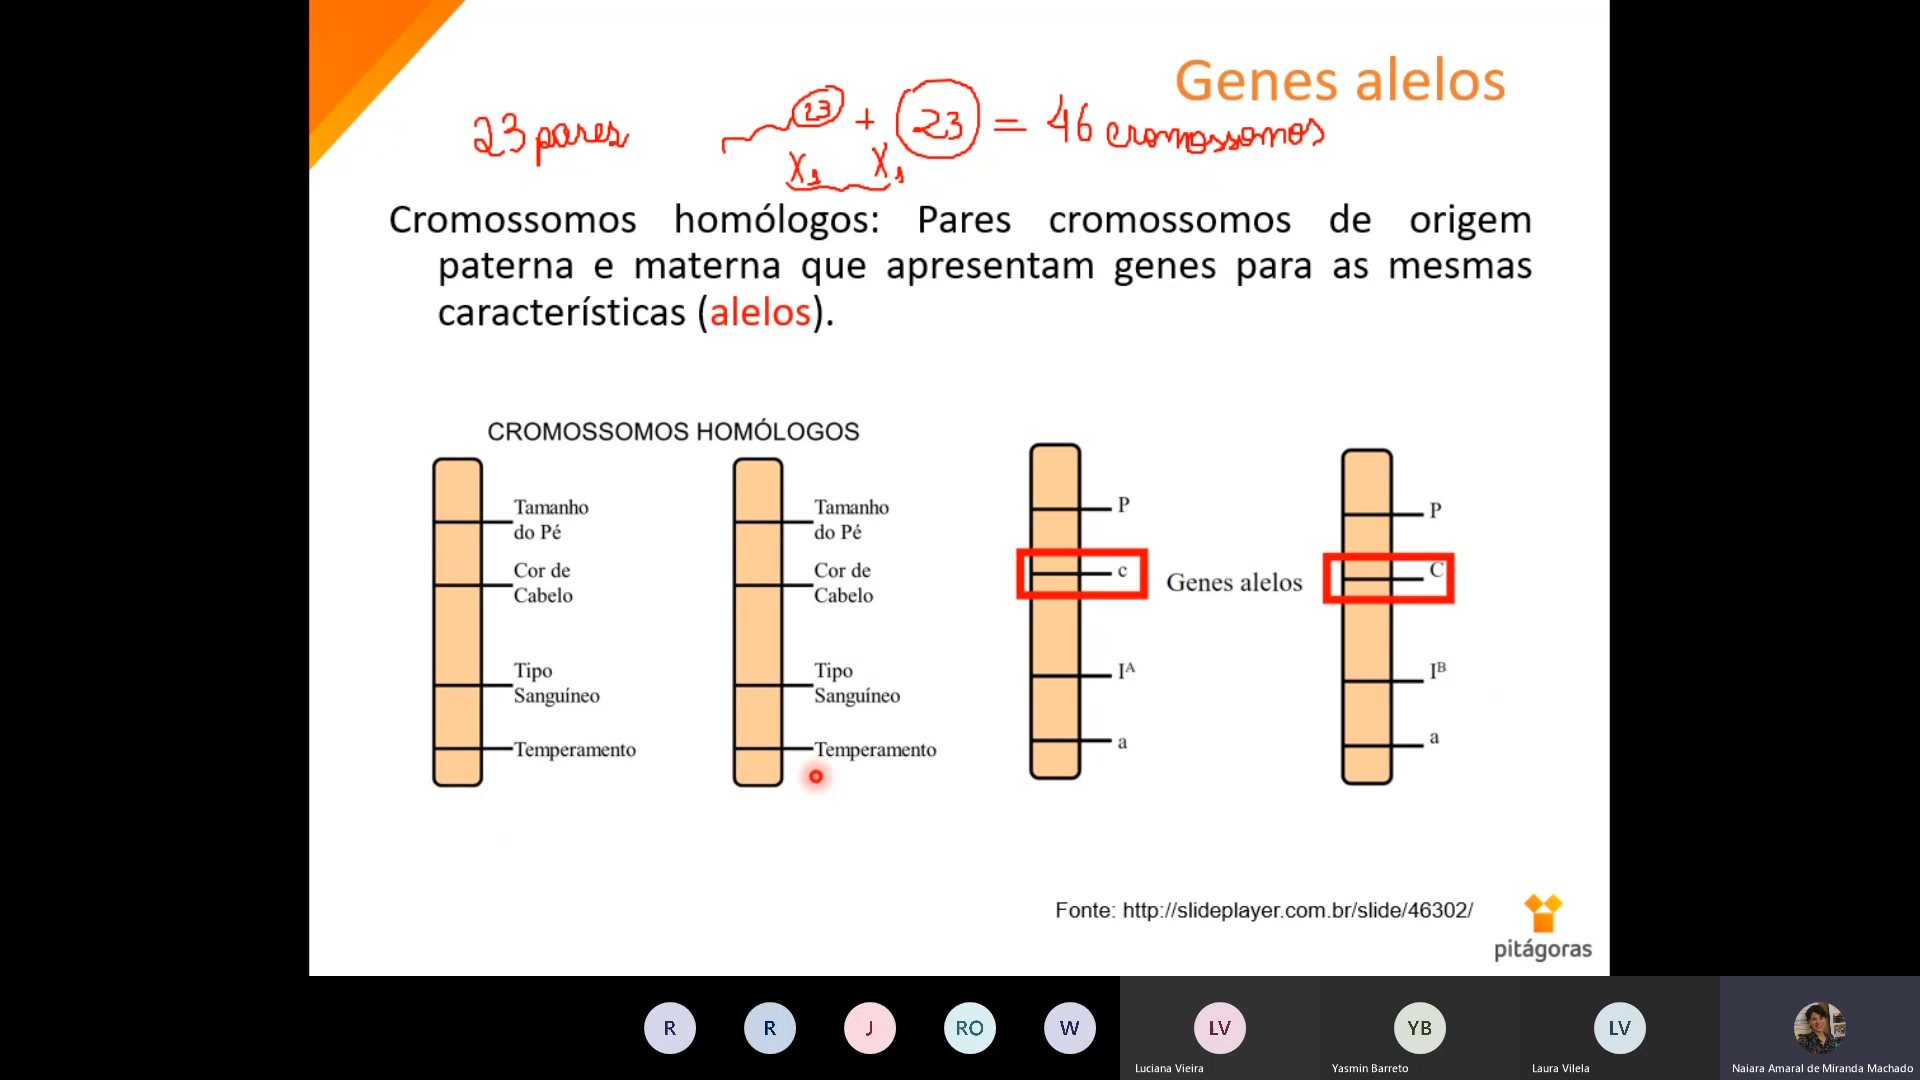 Genes alelos
23 pares 23 + 23 = 46 cromossomos
X1 X1
Cromossomos homólogos: Pares cromossomos de origem
paterna e materna que apresentam genes para as mesmas
características (alelos).
CROMOSSOMOS HOMÓLOGOS
Tamanho
do Pé
Cor de
Cabelo
Tipo
Sanguíneo
Temperamento
Tamanho
do Pé
Cor de
Cabelo
Tipo
Sanguíneo
Temperamento
P
c
Iᴬ
a
Genes alelos
P
C
Iᴮ
a
Fonte: http://slideplayer.com.br/slide/46302/
pitágoras
R
R
J
RO
W
LV
Luciana Vieira
YB
Yasmin Barreto
LV
Laura Vilela
Naiara Amaral de Miranda Machado